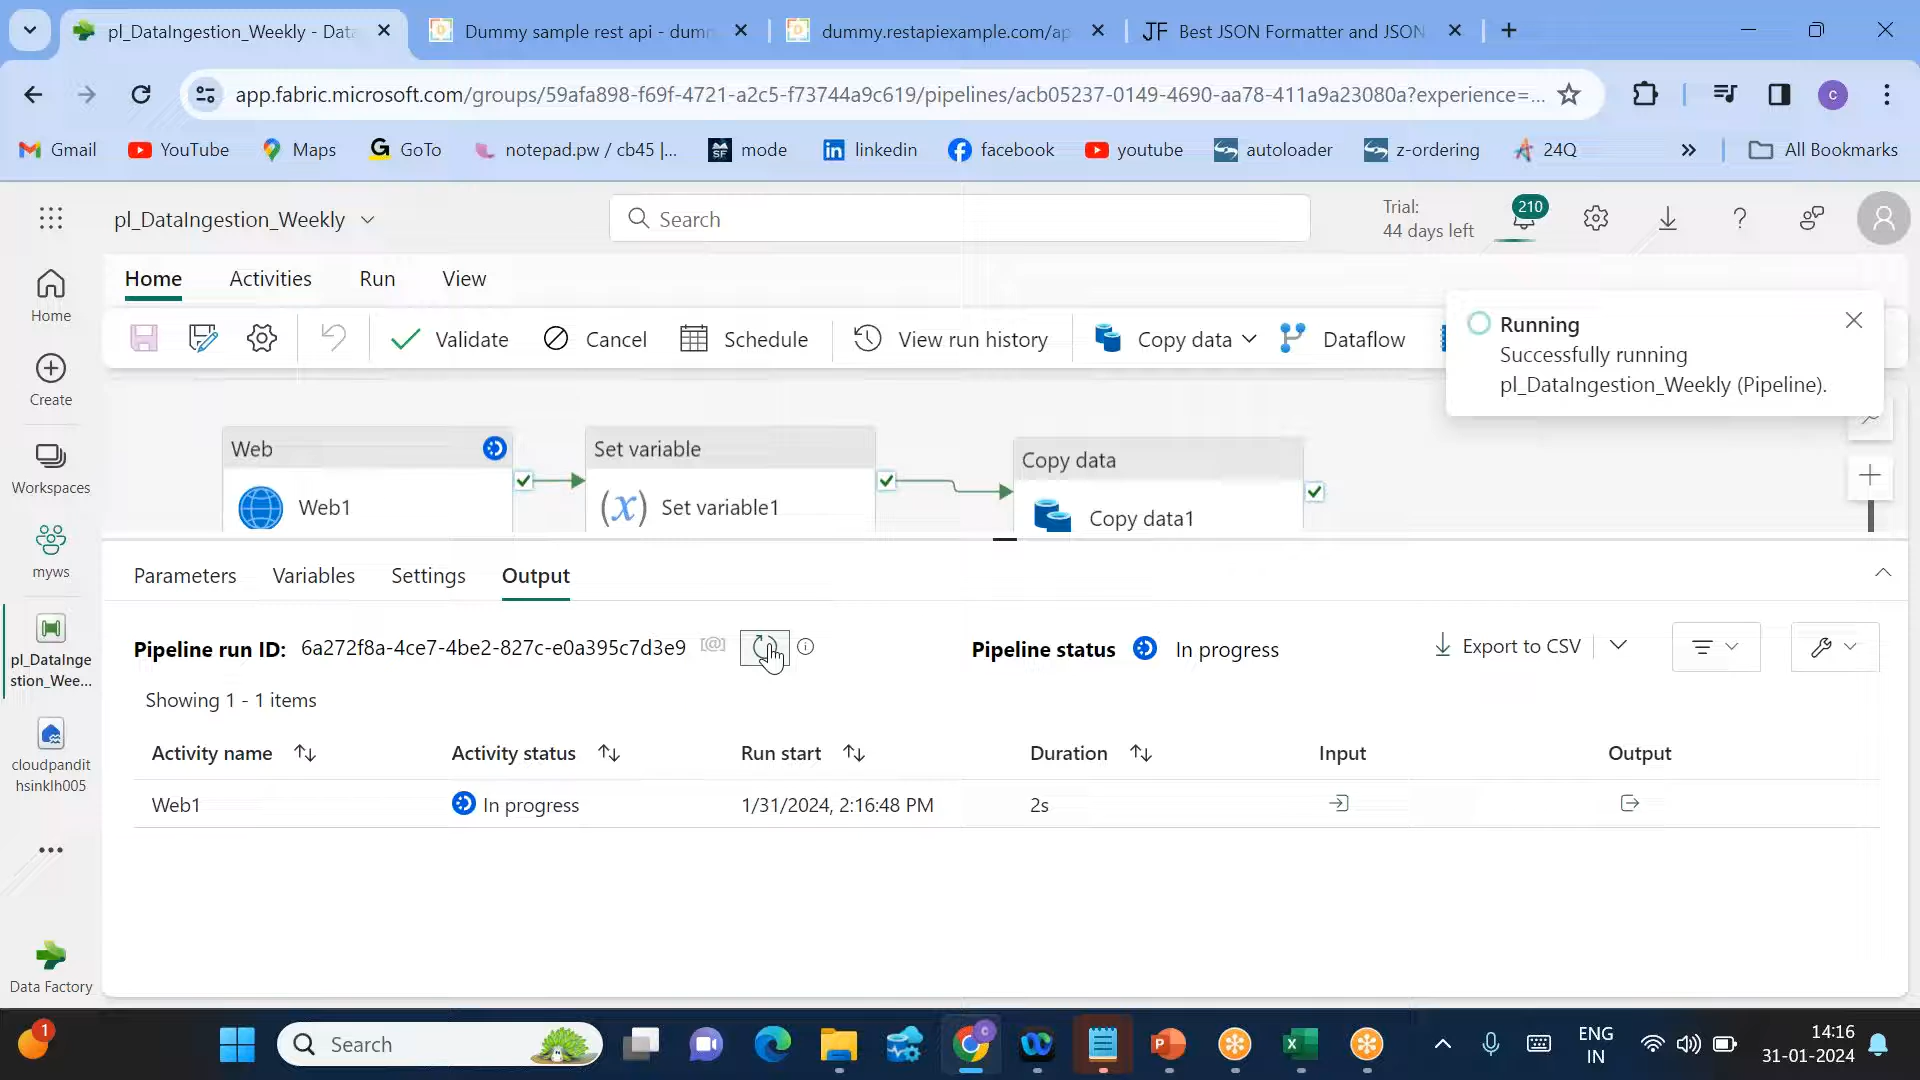 pl_DataIngestion_Weekly - Data
Dummy sample rest api - dumm
dummy.restapiexample.com/ap
JF Best JSON Formatter and JSON
app.fabric.microsoft.com/groups/59afa898-f69f-4721-a2c5-f73744a9c619/pipelines/acb05237-0149-4690-aa78-411a9a23080a?experience=...
C
Gmail YouTube Maps GoTo notepad.pw / cb45 |... mode linkedin facebook youtube autoloader z-ordering 24Q All Bookmarks
pl_DataIngestion_Weekly
Search
Trial:
44 days left
210
Home Activities Run View
Validate Cancel Schedule View run history Copy data Dataflow
Running
Successfully running
pl_DataIngestion_Weekly (Pipeline).
Home
Create
Workspaces
myws
pl_DataInge
stion_Wee...
cloudpandit
hsinklh005
Data Factory
Web
Web1
Set variable
(x) Set variable1
Copy data
Copy data1
Parameters Variables Settings Output
Pipeline run ID: 6a272f8a-4ce7-4be2-827c-e0a395c7d3e9 [@]
Pipeline status In progress
Export to CSV
Showing 1 - 1 items
Activity name Activity status Run start Duration Input Output
Web1 In progress 1/31/2024, 2:16:48 PM 2s
1
Search
ENG
IN
14:16
31-01-2024